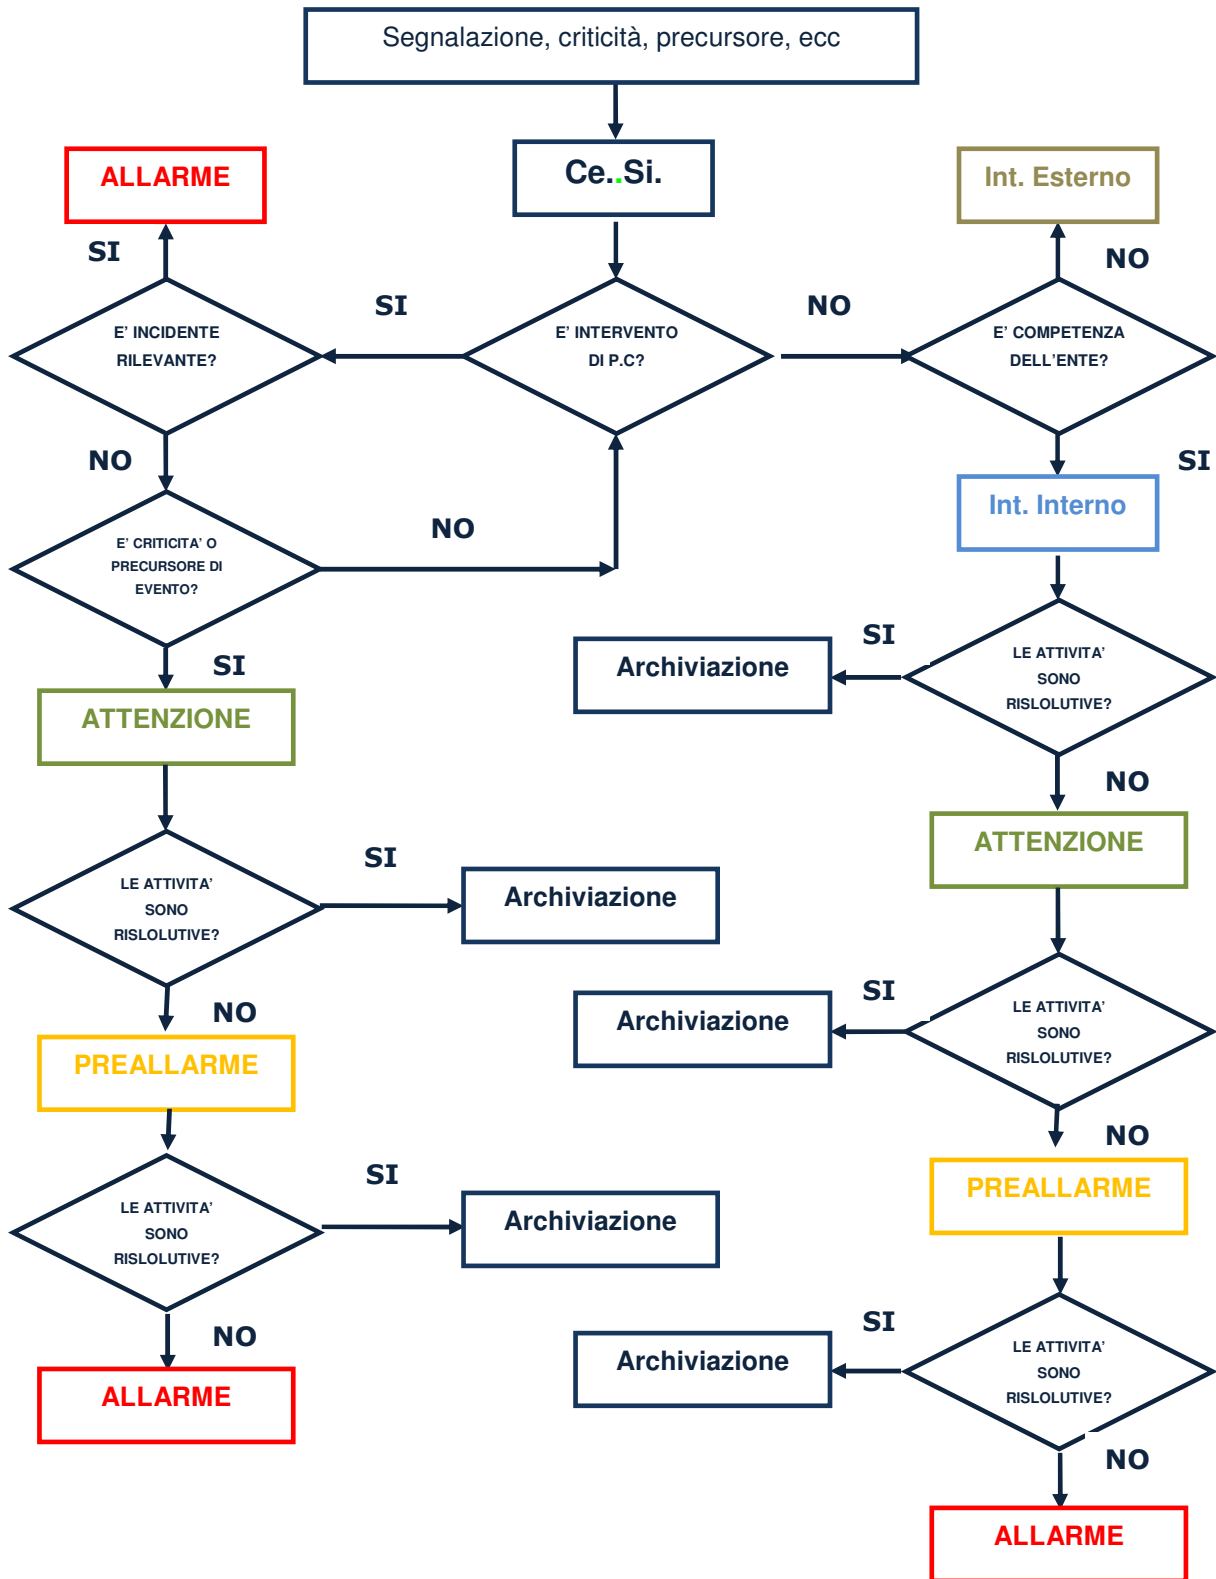 Segnalazione, criticità, precursore, ecc
ALLARME
Ce..Si.
Int. Esterno
SI
NO
E' INCIDENTE
RILEVANTE?
SI
E' INTERVENTO
DI P.C?
NO
E' COMPETENZA
DELL'ENTE?
NO
SI
Int. Interno
E' CRITICITA' O
PRECURSORE DI
EVENTO?
NO
SI
ATTENZIONE
Archiviazione
SI
LE ATTIVITA'
SONO
RISLOLUTIVE?
NO
ATTENZIONE
LE ATTIVITA'
SONO
RISLOLUTIVE?
SI
Archiviazione
NO
PREALLARME
Archiviazione
SI
LE ATTIVITA'
SONO
RISLOLUTIVE?
NO
PREALLARME
LE ATTIVITA'
SONO
RISLOLUTIVE?
SI
Archiviazione
NO
ALLARME
Archiviazione
SI
LE ATTIVITA'
SONO
RISLOLUTIVE?
NO
ALLARME